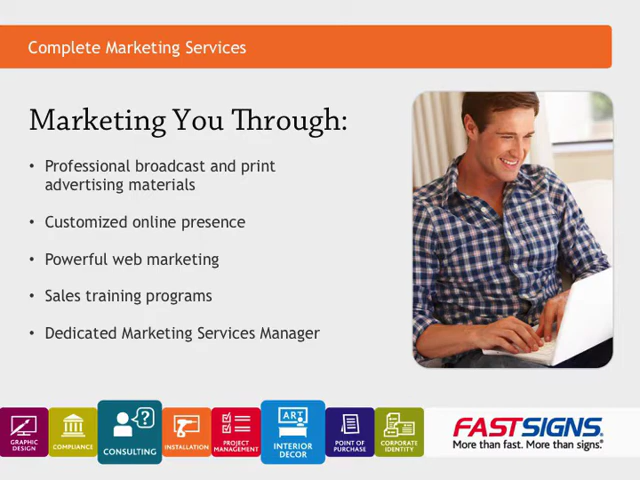 Complete Marketing Services
Marketing You Through:
• Professional broadcast and print
advertising materials
• Customized online presence
• Powerful web marketing
• Sales training programs
• Dedicated Marketing Services Manager
GRAPHIC
DESIGN
COMPLIANCE
?
CONSULTING
INSTALLATION
PROJECT
MANAGEMENT
ART
INTERIOR
DECOR
POINT OF
PURCHASE
CORPORATE
IDENTITY
FASTSIGNS.
More than fast. More than signs.®